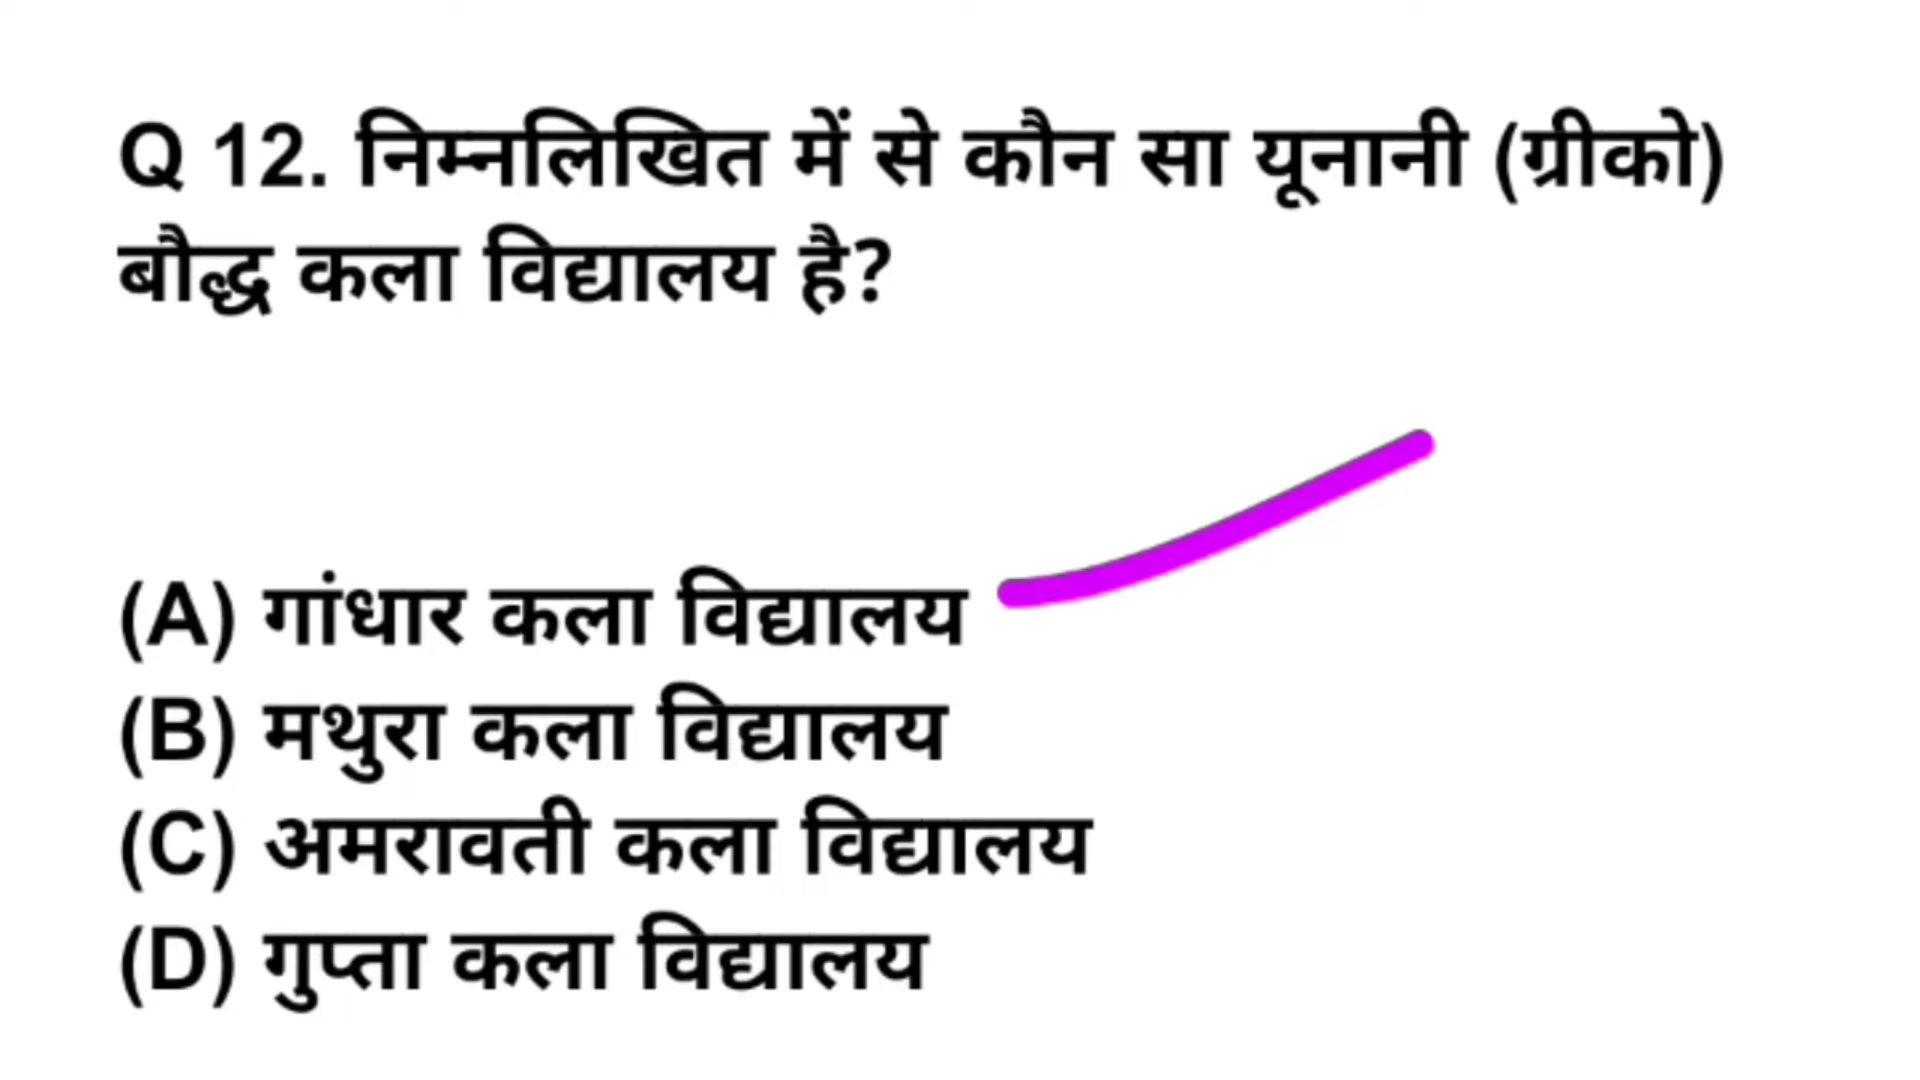 Q 12. निम्नलिखित में से कौन सा यूनानी (ग्रीको)
बौद्ध कला विद्यालय है?
(A) गांधार कला विद्यालय
(B) मथुरा कला विद्यालय
(C) अमरावती कला विद्यालय
(D) गुप्ता कला विद्यालय